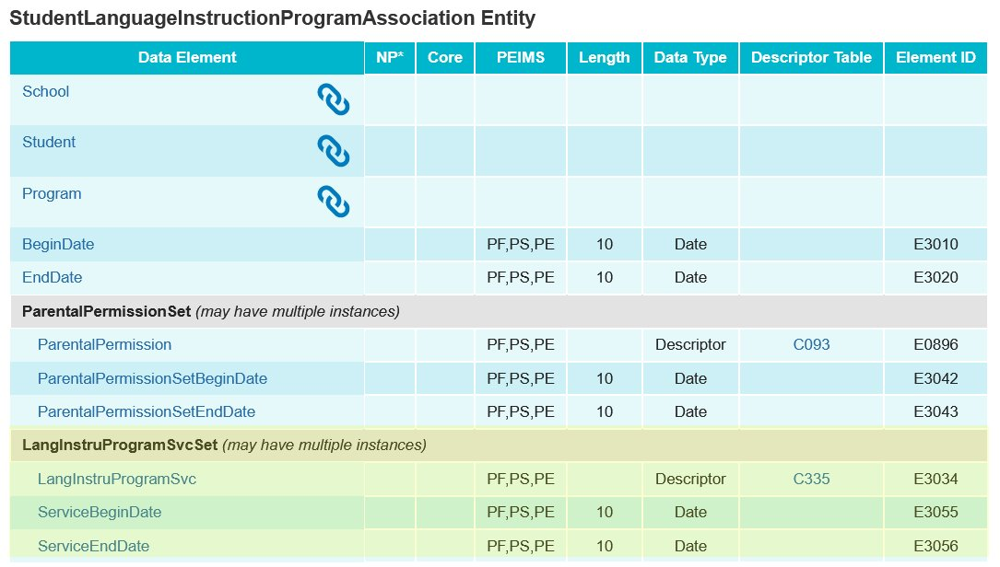 StudentLanguageInstructionProgramAssociation Entity
Data Element NP* Core PEIMS Length Data Type Descriptor Table Element ID
School
Student
Program
BeginDate PF,PS,PE 10 Date E3010
EndDate PF,PS,PE 10 Date E3020
ParentalPermissionSet (may have multiple instances)
ParentalPermission PF,PS,PE Descriptor C093 E0896
ParentalPermissionSetBeginDate PF,PS,PE 10 Date E3042
ParentalPermissionSetEndDate PF,PS,PE 10 Date E3043
LangInstruProgramSvcSet (may have multiple instances)
LangInstruProgramSvc PF,PS,PE Descriptor C335 E3034
ServiceBeginDate PF,PS,PE 10 Date E3055
ServiceEndDate PF,PS,PE 10 Date E3056